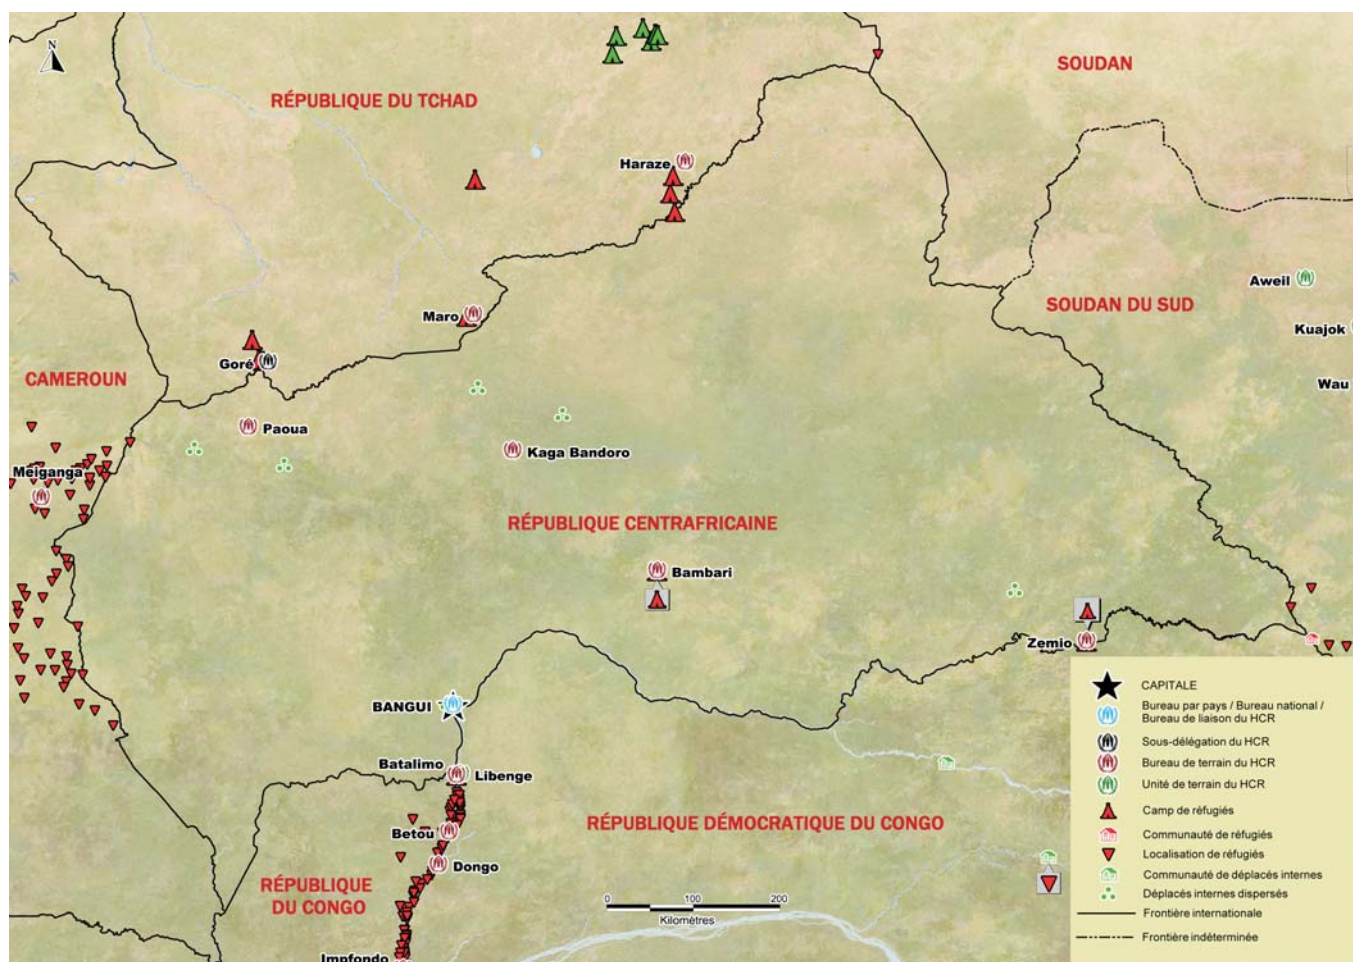 N
SOUDAN
RÉPUBLIQUE DU TCHAD
Haraze
Aweil
SOUDAN DU SUD
Maro
Kuajok
Goré
CAMEROUN
Wau
Paoua
Kaga Bandoro
Meiganga
RÉPUBLIQUE CENTRAFRICAINE
Bambari
Zemio
BANGUI
Batalimo
Libenge
Betou
RÉPUBLIQUE DÉMOCRATIQUE DU CONGO
Dongo
RÉPUBLIQUE
DU CONGO
0 100 200
Kilomètres
Impfondo
CAPITALE
Bureau par pays / Bureau national /
Bureau de liaison du HCR
Sous-délégation du HCR
Bureau de terrain du HCR
Unité de terrain du HCR
Camp de réfugiés
Communauté de réfugiés
Localisation de réfugiés
Communauté de déplacés internes
Déplacés internes dispersés
Frontière internationale
Frontière indéterminée